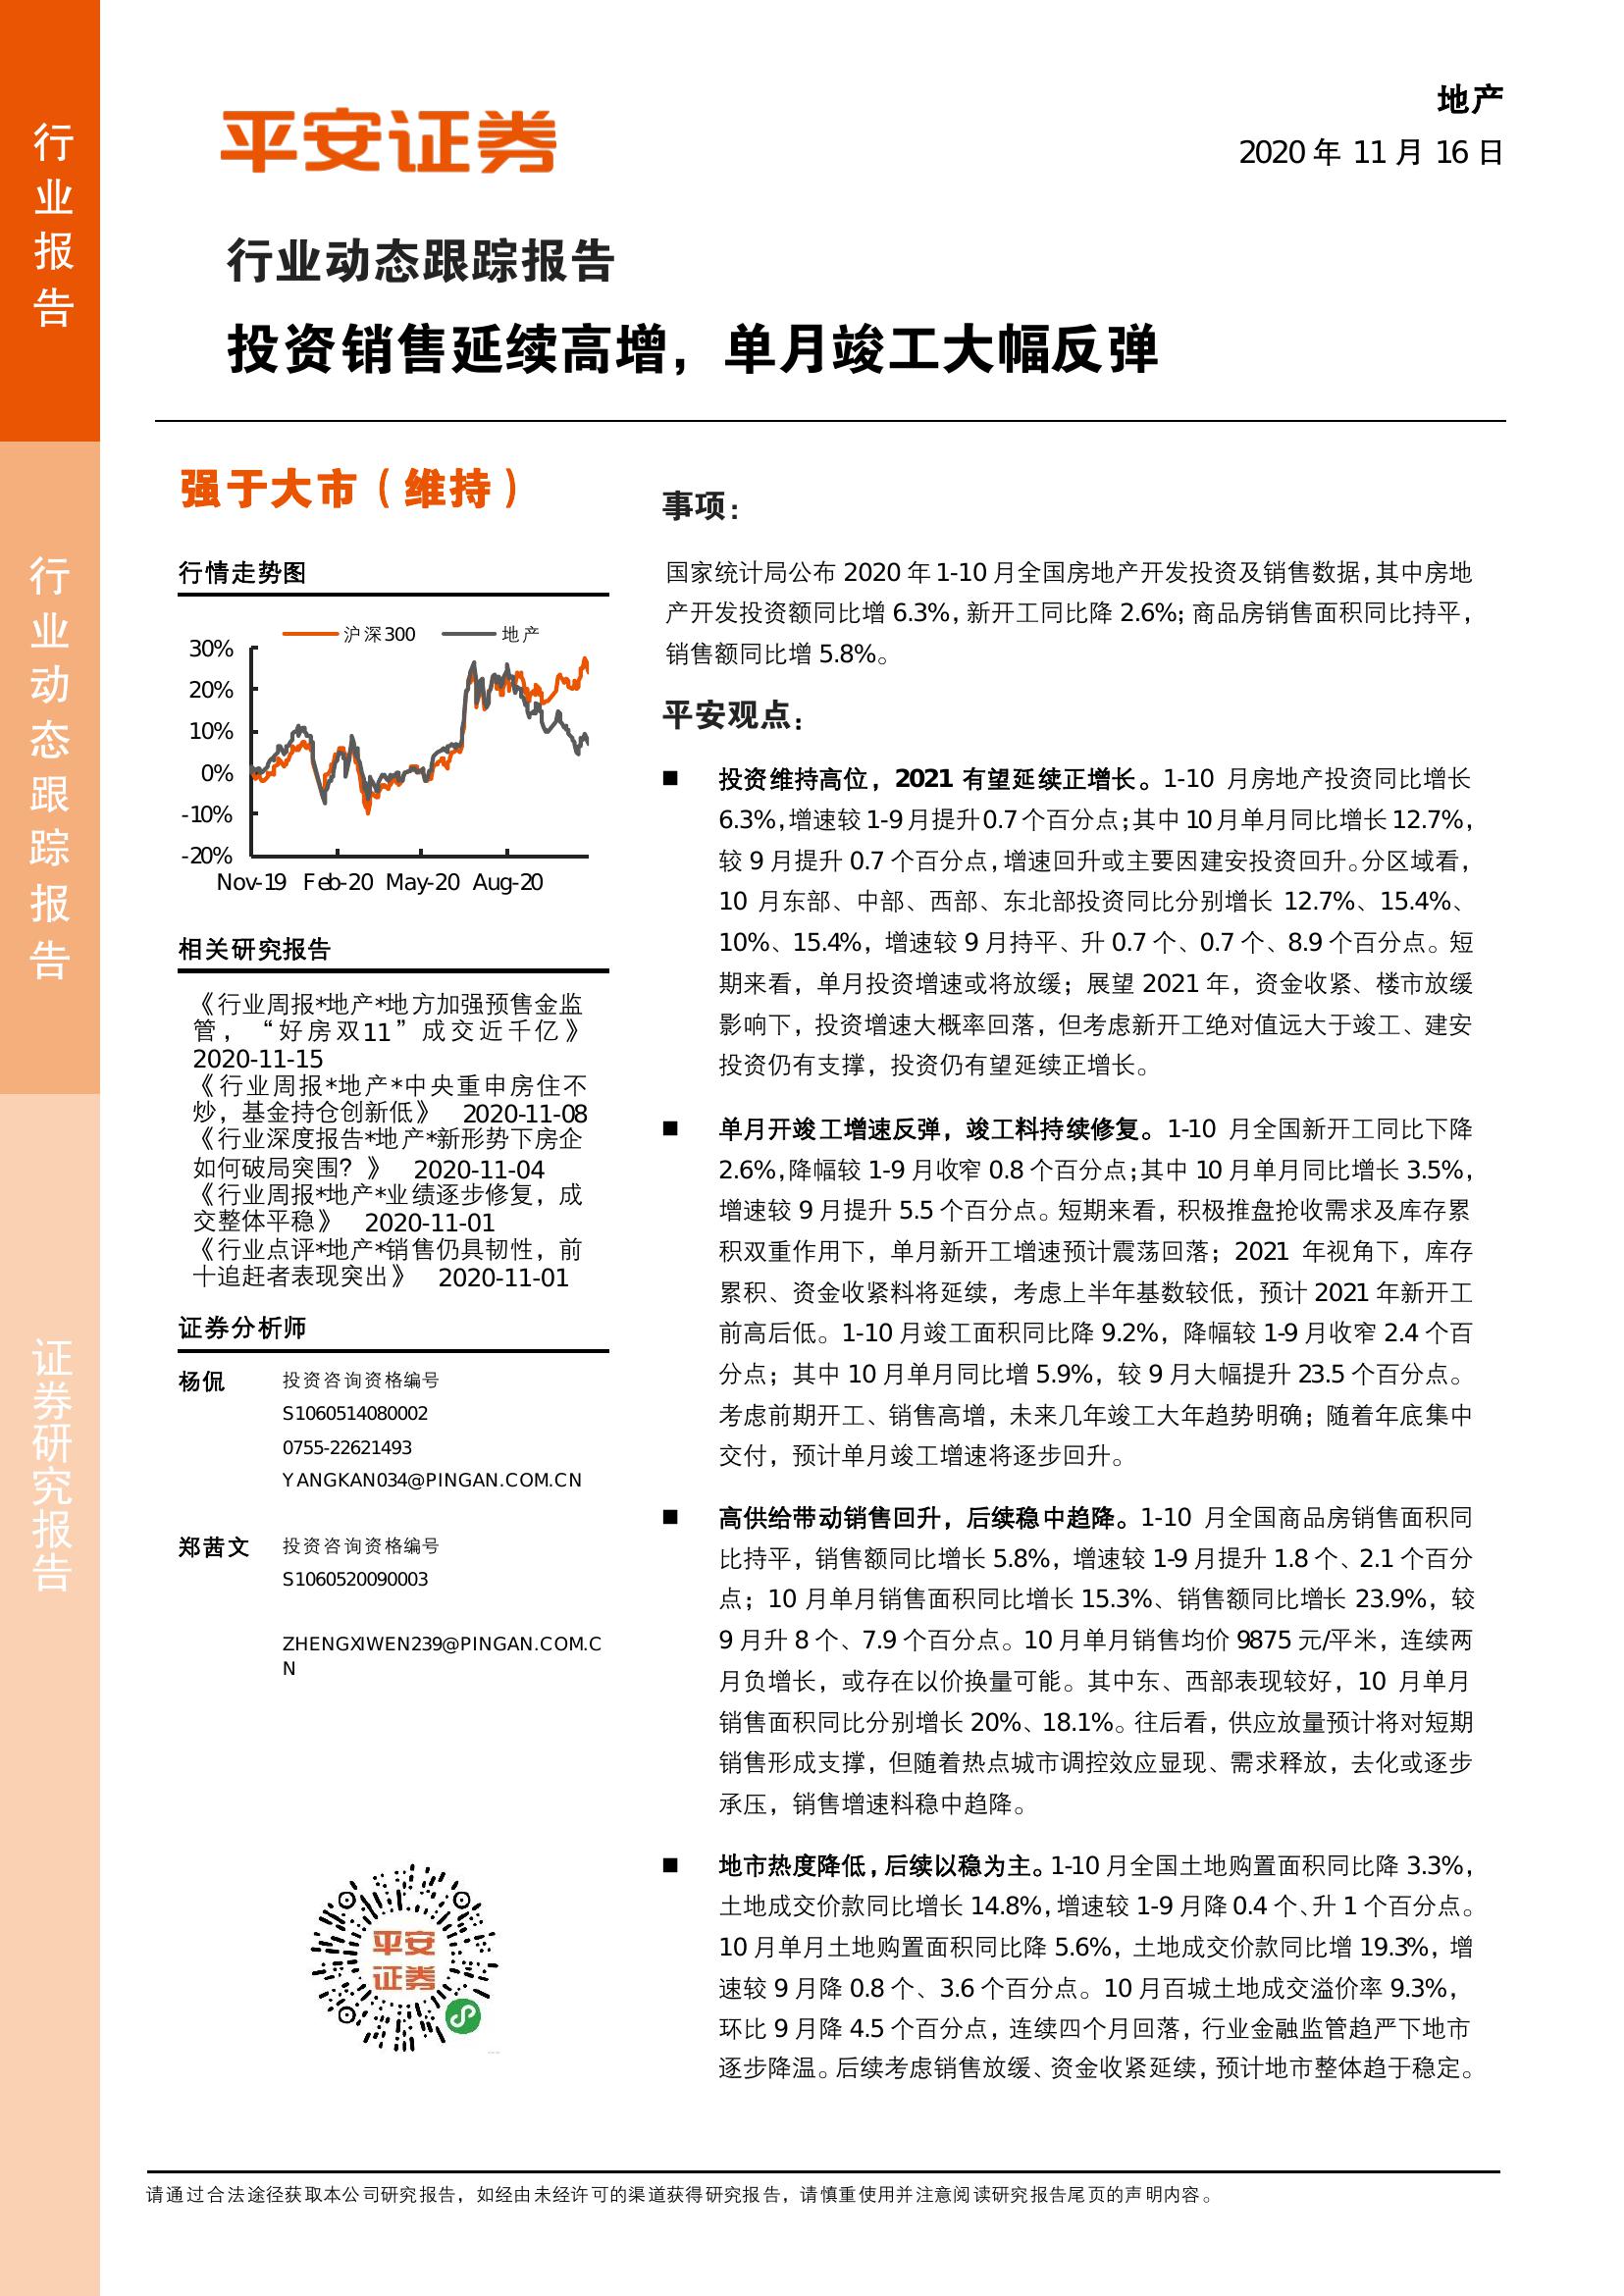 行业报告
行业动态跟踪报告
证券研究报告
平安证券
地产
2020年11月16日
行业动态跟踪报告
投资销售延续高增，单月竣工大幅反弹
强于大市（维持）
行情走势图
沪深300 地产
30%
20%
10%
0%
-10%
-20%
Nov-19 Feb-20 May-20 Aug-20
相关研究报告
《行业周报*地产*地方加强预售金监
管，“好房双11”成交近千亿》
2020-11-15
《行业周报*地产*中央重申房住不
炒，基金持仓创新低》 2020-11-08
《行业深度报告*地产*新形势下房企
如何破局突围？》 2020-11-04
《行业周报*地产*业绩逐步修复，成
交整体平稳》 2020-11-01
《行业点评*地产*销售仍具韧性，前
十追赶者表现突出》 2020-11-01
证券分析师
杨侃 投资咨询资格编号
S1060514080002
0755-22621493
YANGKAN034@PINGAN.COM.CN
郑茜文 投资咨询资格编号
S1060520090003
ZHENGXIWEN239@PINGAN.COM.C
N
平安
证券
事项：
国家统计局公布 2020 年 1-10 月全国房地产开发投资及销售数据，其中房地
产开发投资额同比增 6.3%，新开工同比降 2.6%；商品房销售面积同比持平，
销售额同比增 5.8%。
平安观点：
■ 投资维持高位，2021 有望延续正增长。1-10 月房地产投资同比增长
6.3%，增速较 1-9 月提升 0.7 个百分点；其中 10 月单月同比增长 12.7%，
较 9 月提升 0.7 个百分点，增速回升或主要因建安投资回升。分区域看，
10 月东部、中部、西部、东北部投资同比分别增长 12.7%、15.4%、
10%、15.4%，增速较 9 月持平、升 0.7 个、0.7 个、8.9 个百分点。短
期来看，单月投资增速或将放缓；展望 2021 年，资金收紧、楼市放缓
影响下，投资增速大概率回落，但考虑新开工绝对值远大于竣工、建安
投资仍有支撑，投资仍有望延续正增长。
■ 单月开竣工增速反弹，竣工料持续修复。1-10 月全国新开工同比下降
2.6%，降幅较 1-9 月收窄 0.8 个百分点；其中 10 月单月同比增长 3.5%，
增速较 9 月提升 5.5 个百分点。短期来看，积极推盘抢收需求及库存累
积双重作用下，单月新开工增速预计震荡回落；2021 年视角下，库存
累积、资金收紧料将延续，考虑上半年基数较低，预计 2021 年新开工
前高后低。1-10 月竣工面积同比降 9.2%，降幅较 1-9 月收窄 2.4 个百
分点；其中 10 月单月同比增 5.9%，较 9 月大幅提升 23.5 个百分点。
考虑前期开工、销售高增，未来几年竣工大年趋势明确；随着年底集中
交付，预计单月竣工增速将逐步回升。
■ 高供给带动销售回升，后续稳中趋降。1-10 月全国商品房销售面积同
比持平，销售额同比增长 5.8%，增速较 1-9 月提升 1.8 个、2.1 个百分
点；10 月单月销售面积同比增长 15.3%、销售额同比增长 23.9%，较
9 月升 8 个、7.9 个百分点。10 月单月销售均价 9875 元/平米，连续两
月负增长，或存在以价换量可能。其中东、西部表现较好，10 月单月
销售面积同比分别增长 20%、18.1%。往后看，供应放量预计将对短期
销售形成支撑，但随着热点城市调控效应显现、需求释放，去化或逐步
承压，销售增速料稳中趋降。
■ 地市热度降低，后续以稳为主。1-10 月全国土地购置面积同比降 3.3%，
土地成交价款同比增长 14.8%，增速较 1-9 月降 0.4 个、升 1 个百分点。
10 月单月土地购置面积同比降 5.6%，土地成交价款同比增 19.3%，增
速较 9 月降 0.8 个、3.6 个百分点。10 月百城土地成交溢价率 9.3%，
环比 9 月降 4.5 个百分点，连续四个月回落，行业金融监管趋严下地市
逐步降温。后续考虑销售放缓、资金收紧延续，预计地市整体趋于稳定。
请通过合法途径获取本公司研究报告，如经由未经许可的渠道获得研究报告，请慎重使用并注意阅读研究报告尾页的声明内容。